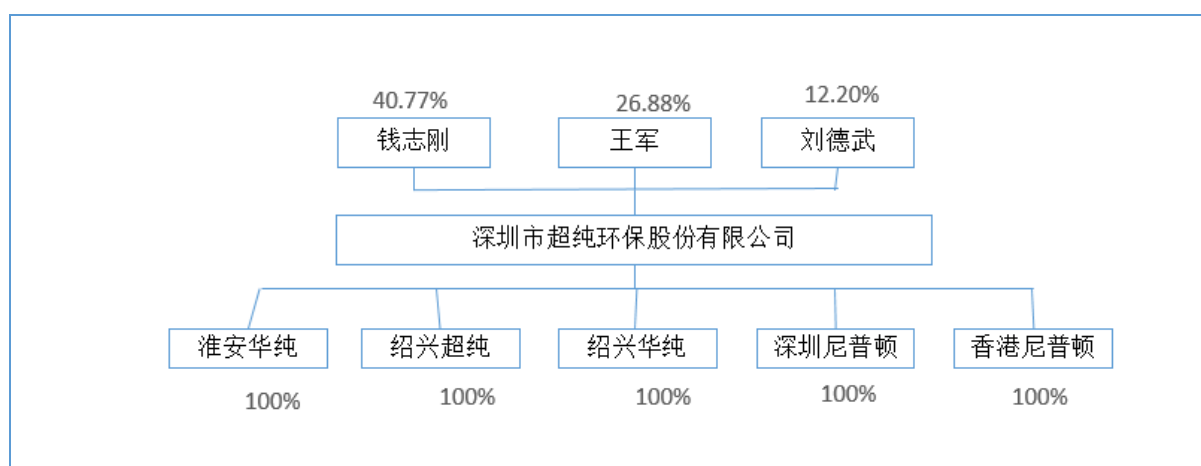 40.77%
26.88%
12.20%
钱志刚
王军
刘德武
深圳市超纯环保股份有限公司
淮安华纯
绍兴超纯
绍兴华纯
深圳尼普顿
香港尼普顿
100%
100%
100%
100%
100%